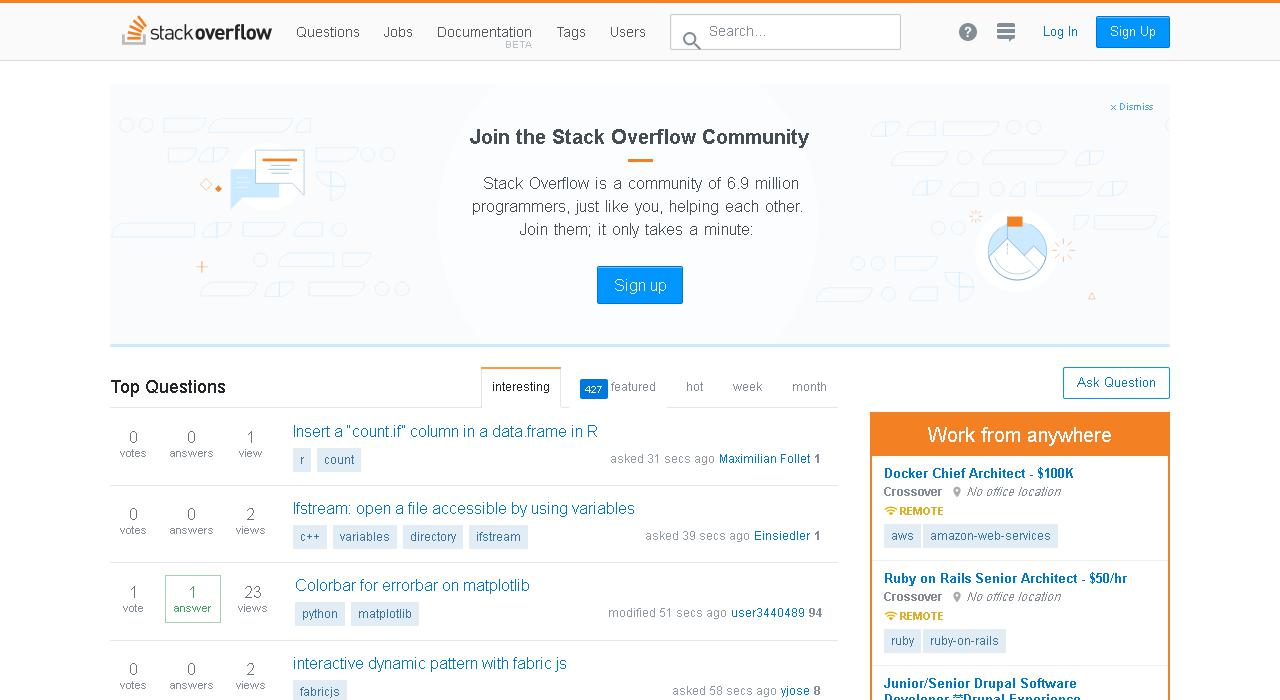 stackoverflow Questions Jobs Documentation Tags Users Search... ? Log In Sign Up
BETA
x Dismiss
Join the Stack Overflow Community
Stack Overflow is a community of 6.9 million
programmers, just like you, helping each other.
Join them; it only takes a minute:
Sign up
Top Questions interesting 427 featured hot week month
0 votes 0 answers 1 view
Insert a "count.if" column in a data.frame in R
r count
asked 31 secs ago Maximilian Follet 1
0 votes 0 answers 2 views
Ifstream: open a file accessible by using variables
c++ variables directory ifstream
asked 39 secs ago Einsiedler 1
1 vote 1 answer 23 views
Colorbar for errorbar on matplotlib
python matplotlib
modified 51 secs ago user3440489 94
0 votes 0 answers 2 views
interactive dynamic pattern with fabric js
fabricjs
asked 58 secs ago yjose 8
Ask Question
Work from anywhere
Docker Chief Architect - $100K
Crossover No office location
REMOTE
aws amazon-web-services
Ruby on Rails Senior Architect - $50/hr
Crossover No office location
REMOTE
ruby ruby-on-rails
Junior/Senior Drupal Software
Developer Drupal Experience